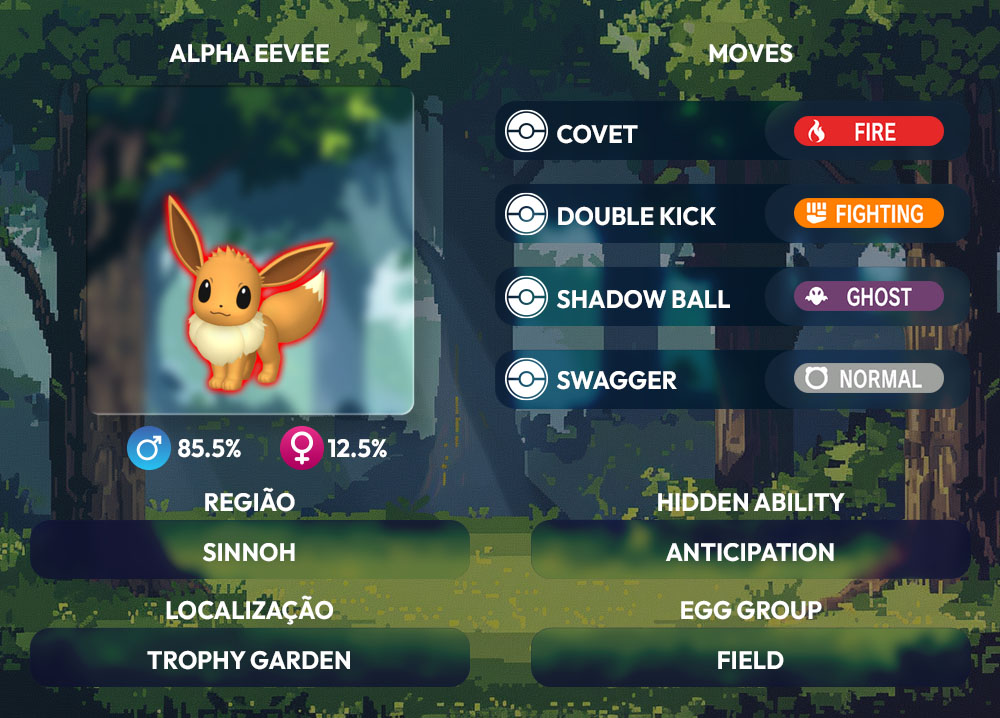 ALPHA EEVEE
85.5% 12.5%
MOVES
COVET FIRE
DOUBLE KICK FIGHTING
SHADOW BALL GHOST
SWAGGER NORMAL
REGIÃO
SINNOH
HIDDEN ABILITY
ANTICIPATION
LOCALIZAÇÃO
TROPHY GARDEN
EGG GROUP
FIELD